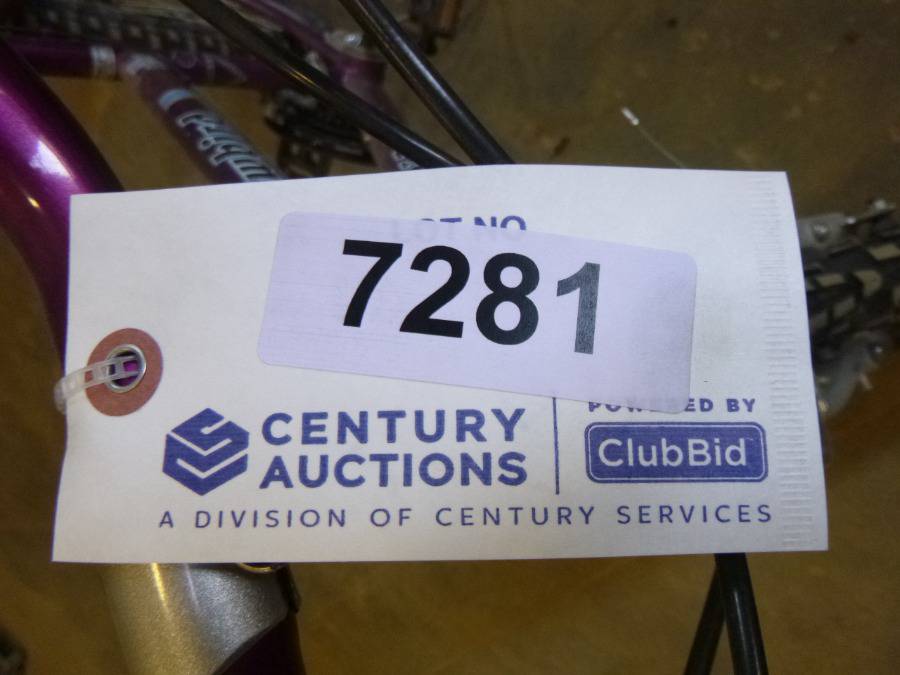 LOT NO
7281
CENTURY
AUCTIONS
POWERED BY
ClubBid
A DIVISION OF CENTURY SERVICES